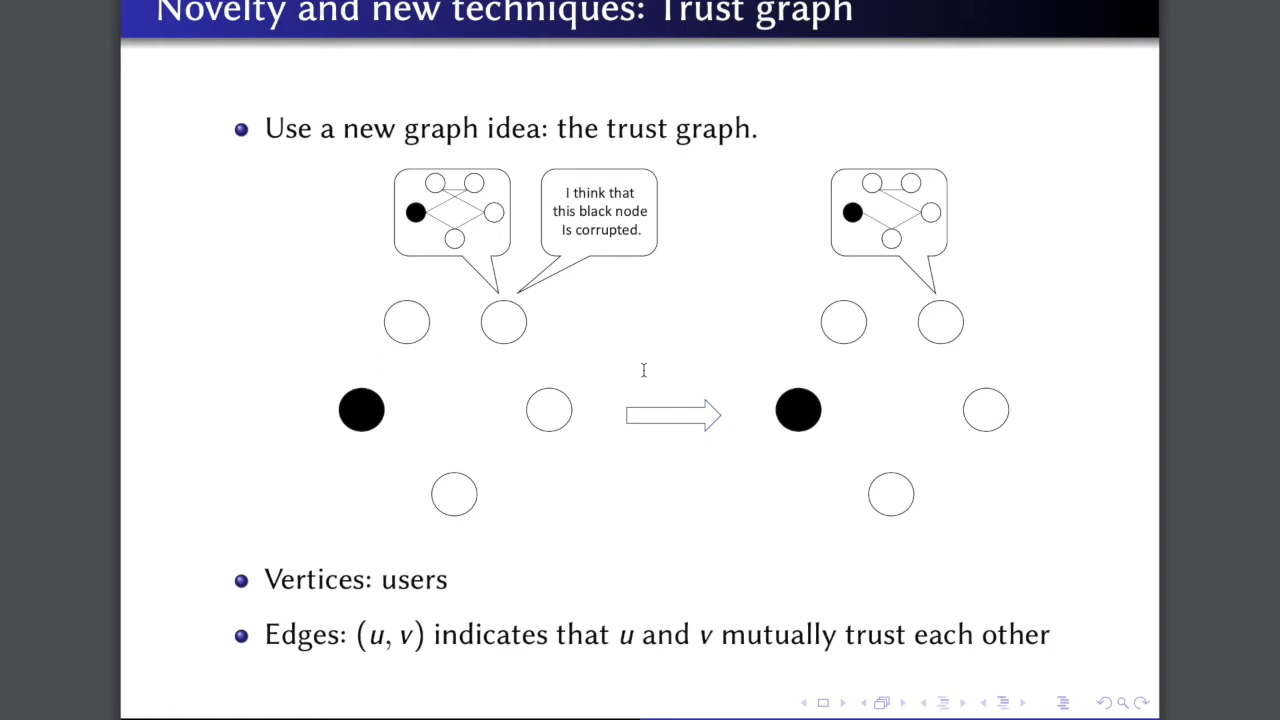 Novelty and new techniques: Trust graph
Use a new graph idea: the trust graph.
I think that
this black node
Is corrupted.
Vertices: users
Edges: (u, v) indicates that u and v mutually trust each other